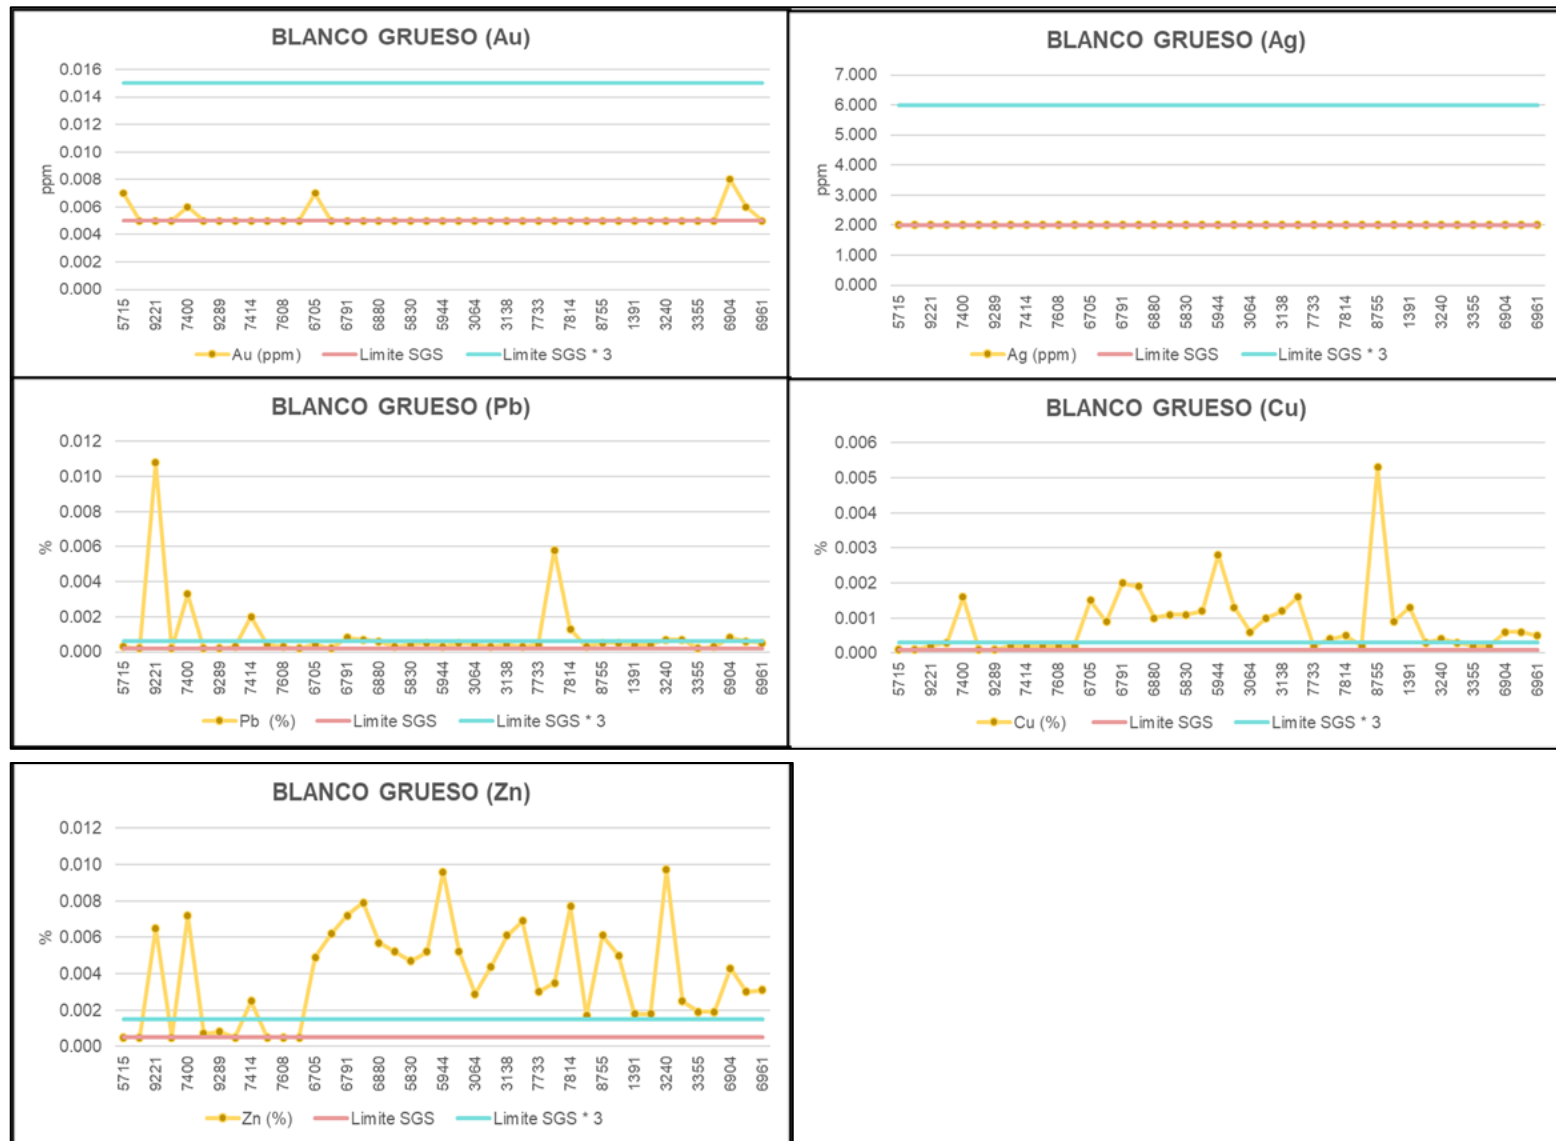 BLANCO GRUESO (Au)
0.016
0.014
0.012
0.010
0.008
0.006
0.004
0.002
0.000
ppm
5715 9221 7400 9289 7414 7608 6705 6791 6880 5830 5944 3064 3138 7733 7814 8755 1391 3240 3355 6904 6961
Au (ppm) Limite SGS Limite SGS * 3
BLANCO GRUESO (Ag)
7.000
6.000
5.000
4.000
3.000
2.000
1.000
0.000
ppm
5715 9221 7400 9289 7414 7608 6705 6791 6880 5830 5944 3064 3138 7733 7814 8755 1391 3240 3355 6904 6961
Ag (ppm) Limite SGS Limite SGS * 3
BLANCO GRUESO (Pb)
0.012
0.010
0.008
0.006
0.004
0.002
0.000
%
5715 9221 7400 9289 7414 7608 6705 6791 6880 5830 5944 3064 3138 7733 7814 8755 1391 3240 3355 6904 6961
Pb (%) Limite SGS Limite SGS * 3
BLANCO GRUESO (Cu)
0.006
0.005
0.004
0.003
0.002
0.001
0.000
%
5715 9221 7400 9289 7414 7608 6705 6791 6880 5830 5944 3064 3138 7733 7814 8755 1391 3240 3355 6904 6961
Cu (%) Limite SGS Limite SGS * 3
BLANCO GRUESO (Zn)
0.012
0.010
0.008
0.006
0.004
0.002
0.000
%
5715 9221 7400 9289 7414 7608 6705 6791 6880 5830 5944 3064 3138 7733 7814 8755 1391 3240 3355 6904 6961
Zn (%) Limite SGS Limite SGS * 3